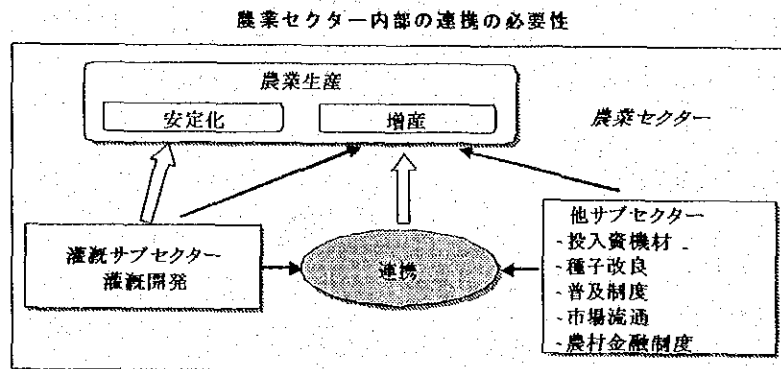 農業セクター内部の連携の必要性
農業生産
安定化
増産
農業セクター
灌漑サブセクター
灌漑開発
連携
他サブセクター
-投入資機材
-種子改良
-普及制度
-市場流通
-農村金融制度